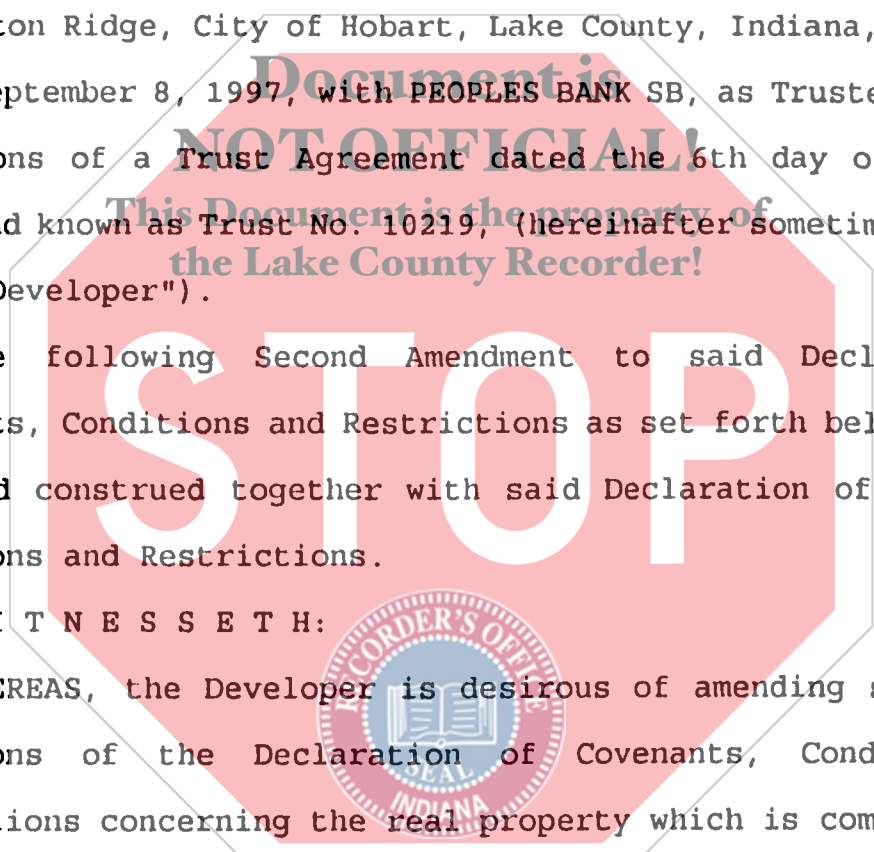 ton Ridge, City of Hobart, Lake County, Indiana,
Document is
eptember 8, 1997, with PEOPLES BANK SB, as Truste
NOT OFFICIAL!
ons of a Trust Agreement dated the 6th day o
This Document is the property of
d known as Trust No. 10219, (hereinafter sometim
the Lake County Recorder!
Developer").
e following Second Amendment to said Decl
STOP
ts, Conditions and Restrictions as set forth bel
d construed together with said Declaration of
ons and Restrictions.
I T N E S S E T H:
RECORDER'S OFFICE
EREAS, the Developer is desirous of amending s
ons of the Declaration of Covenants, Cond
SEAL
INDIANA
tions concerning the real property which is com